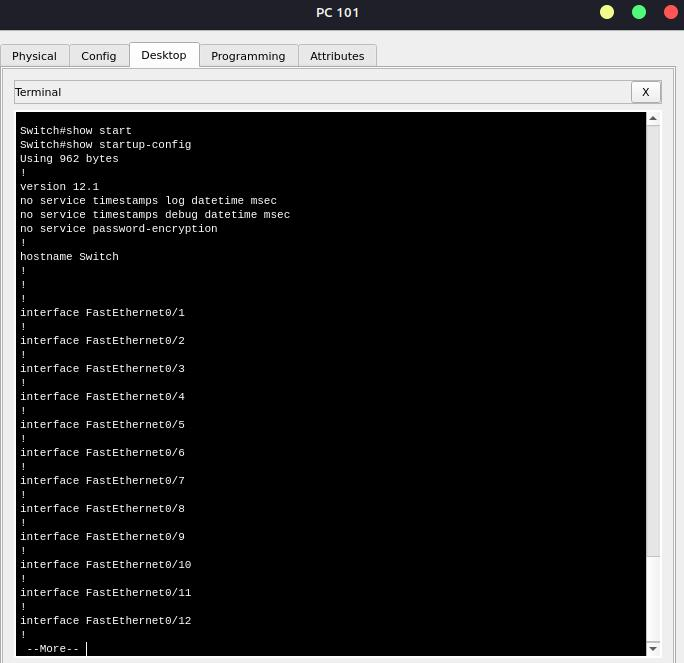 PC 101
Physical Config Desktop Programming Attributes
Terminal X
Switch#show start
Switch#show startup-config
Using 962 bytes
!
version 12.1
no service timestamps log datetime msec
no service timestamps debug datetime msec
no service password-encryption
!
hostname Switch
!
!
!
interface FastEthernet0/1
!
interface FastEthernet0/2
!
interface FastEthernet0/3
!
interface FastEthernet0/4
!
interface FastEthernet0/5
!
interface FastEthernet0/6
!
interface FastEthernet0/7
!
interface FastEthernet0/8
!
interface FastEthernet0/9
!
interface FastEthernet0/10
!
interface FastEthernet0/11
!
interface FastEthernet0/12
!
--More--